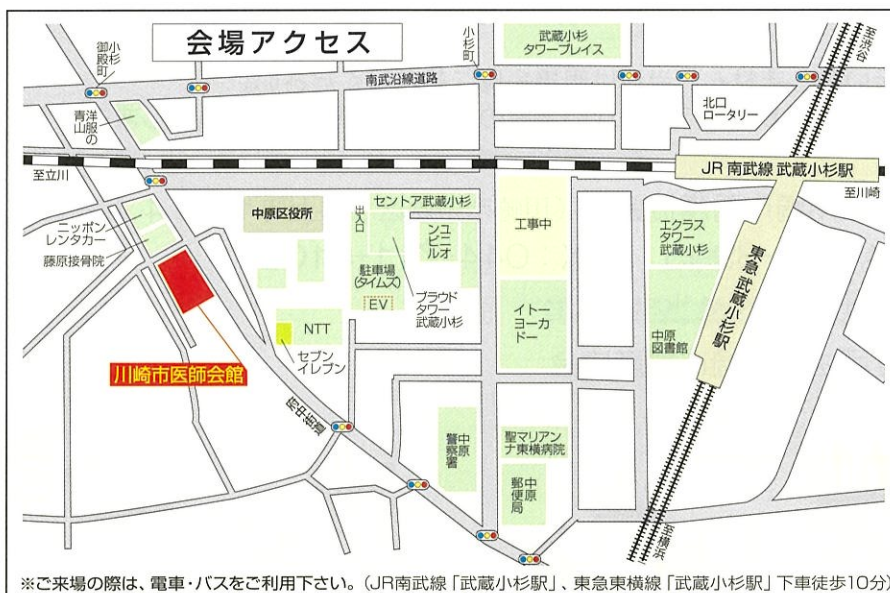 会場アクセス
小杉
御殿町
小杉町
武蔵小杉
タワープレイス
至渋谷
南武沿線道路
洋服の
青山
北口
ロータリー
JR 南武線 武蔵小杉駅
至立川
至川崎
ニッポン
レンタカー
藤原接骨院
中原区役所
出入口
セントア武蔵小杉
ユニオ
ンビル
工事中
エクラス
タワー
武蔵小杉
東急 武蔵小杉駅
駐車場
(タイムズ)
EV
プラウド
タワー
武蔵小杉
イトー
ヨーカ
ドー
中原
図書館
NTT
セブン
イレブン
川崎市医師会館
府中街道
中原
警察署
聖マリアン
ナ東横病院
中原
郵便局
至横浜
※ご来場の際は、電車・バスをご利用下さい。(JR南武線「武蔵小杉駅」、東急東横線「武蔵小杉駅」下車徒歩10分)